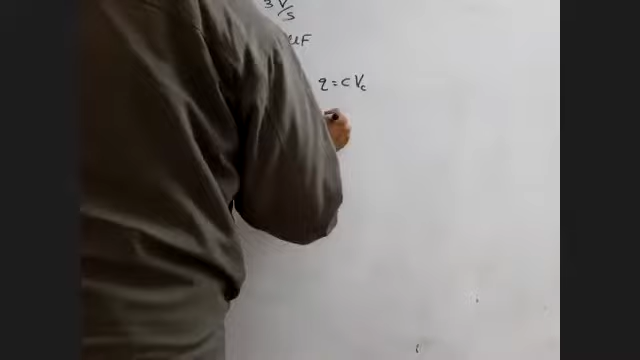 3 V/s
μF
q = C Vc